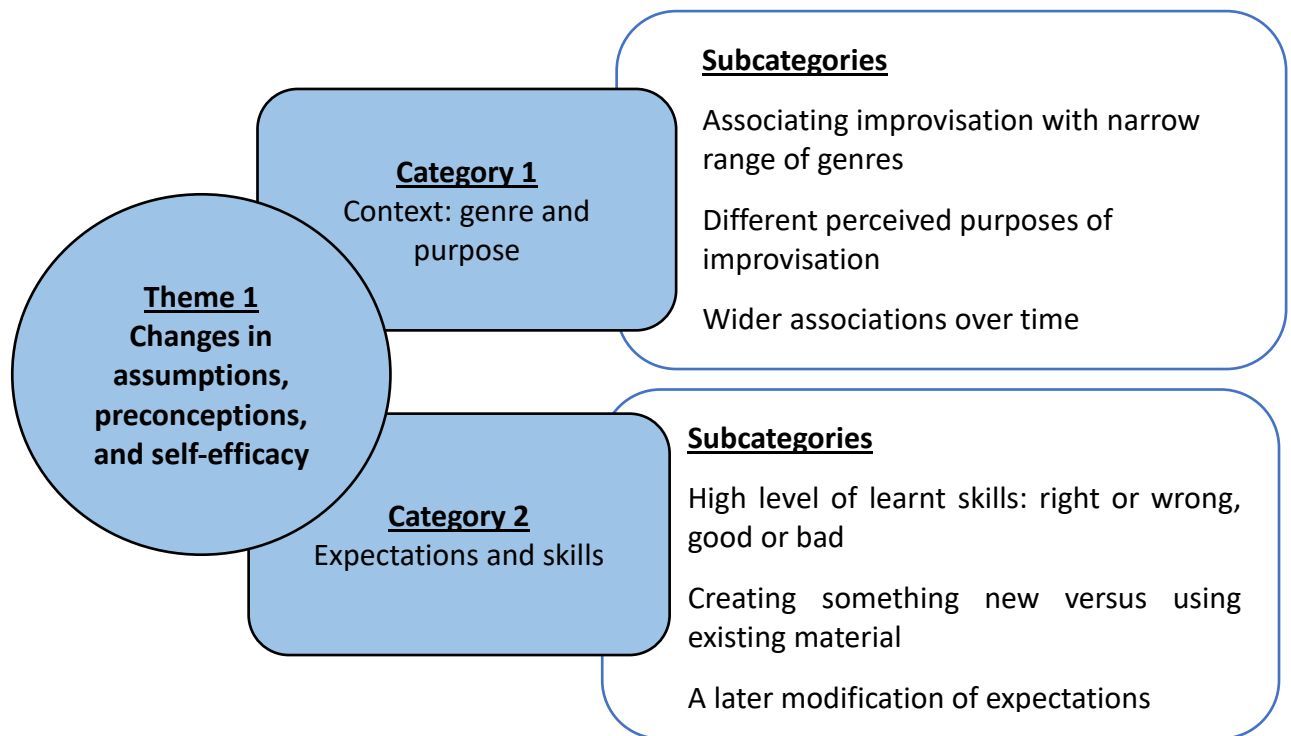 Theme 1
Changes in
assumptions,
preconceptions,
and self-efficacy
Category 1
Context: genre and
purpose
Subcategories
Associating improvisation with narrow
range of genres
Different perceived purposes of
improvisation
Wider associations over time
Category 2
Expectations and skills
Subcategories
High level of learnt skills: right or wrong,
good or bad
Creating something new versus using
existing material
A later modification of expectations